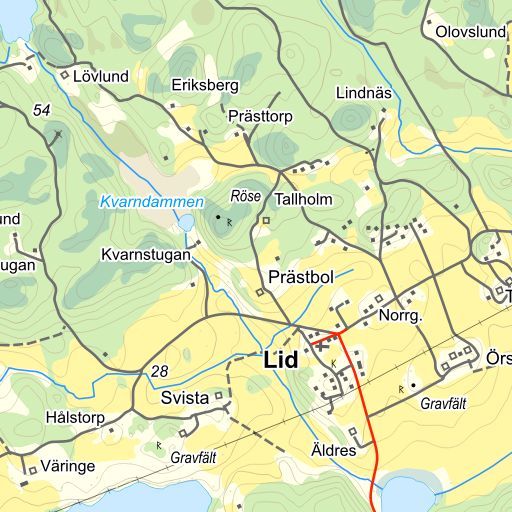 Olovslund
Lövlund
Eriksberg
Lindnäs
54
Prästtorp
Kvarndammen
Röse
Tallholm
und
Kvarnstugan
ugan
Prästbol
T
Norrg.
Lid
Örs
28
Svista
Gravfält
Hålstorp
Äldres
Gravfält
Väringe